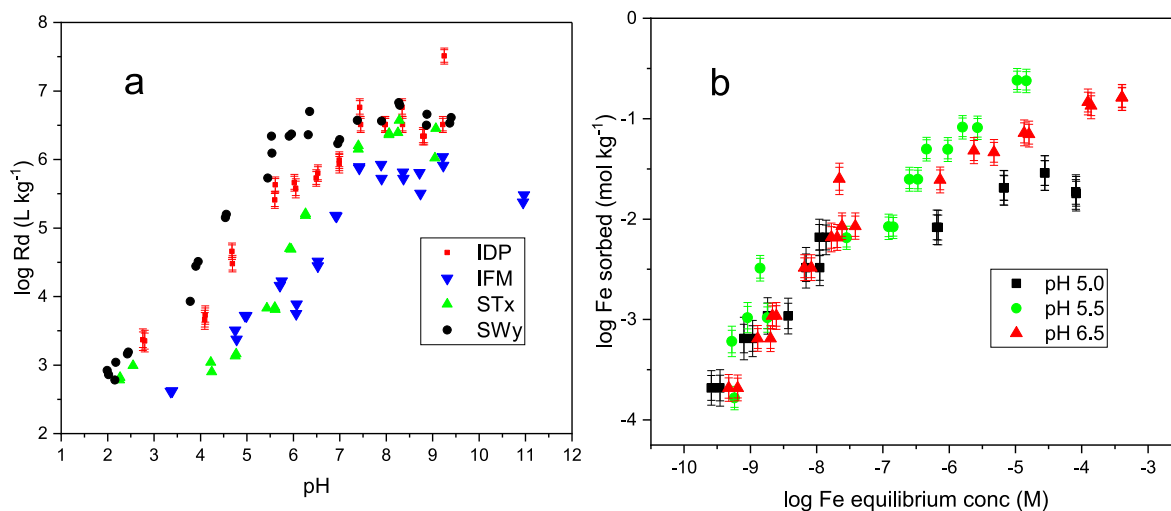 a
log Rd (L kg⁻¹)
8
7
6
5
4
3
2
1 2 3 4 5 6 7 8 9 10 11 12
pH
IDP
IFM
STx
SWy
b
log Fe sorbed (mol kg⁻¹)
-0
-1
-2
-3
-4
-10 -9 -8 -7 -6 -5 -4 -3
log Fe equilibrium conc (M)
pH 5.0
pH 5.5
pH 6.5